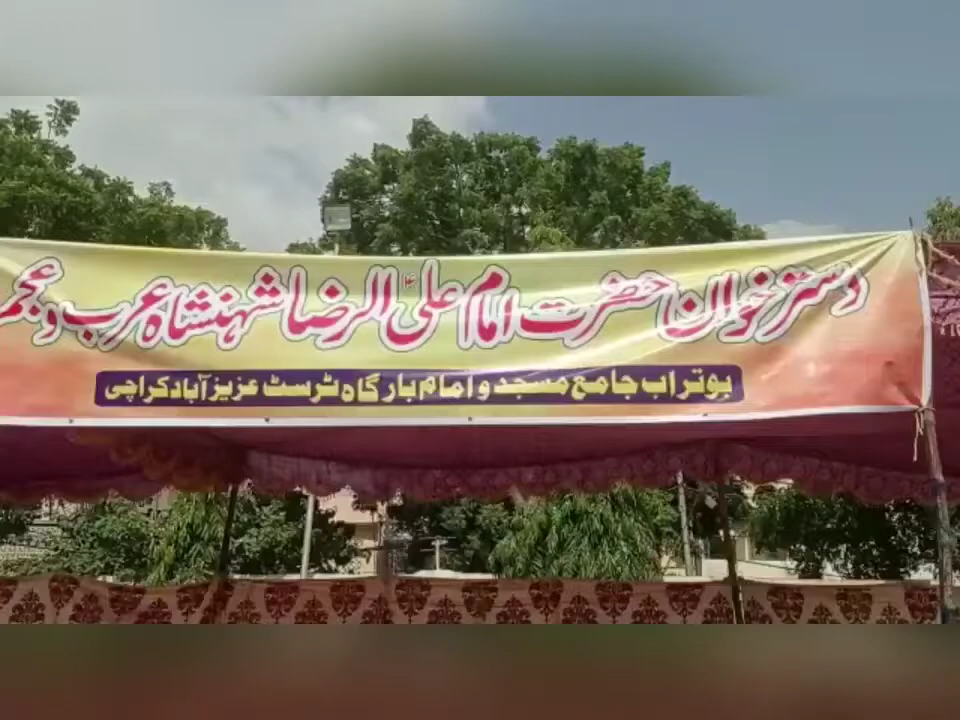 دسترخوان حضرت امام علی الرضاؑ شہنشاہ عرب و عجم
بوتراب جامع مسجد و امام بارگاہ ٹرسٹ عزیز آباد کراچی